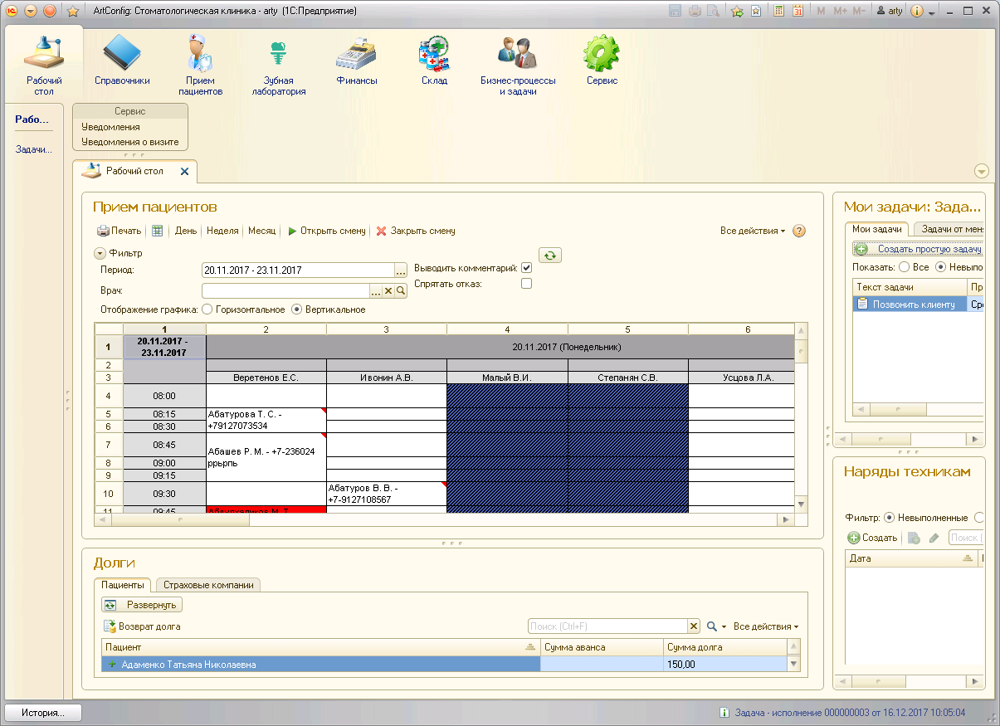 ArtConfig: Стоматологическая клиника - arty (1С:Предприятие)
M M+ M- arty
Рабочий стол
Справочники
Прием пациентов
Зубная лаборатория
Финансы
Склад
Бизнес-процессы и задачи
Сервис
Рабо...
Задачи...
Сервис
Уведомления
Уведомления о визите
Рабочий стол
Прием пациентов
Печать День Неделя Месяц Открыть смену Закрыть смену Все действия
Фильтр
Период: 20.11.2017 - 23.11.2017 ... Выводить комментарий:
Спрятать отказ:
Врач: ...
Отображение графика: Горизонтальное Вертикальное
1 2 3 4 5 6
1 20.11.2017 - 23.11.2017 20.11.2017 (Понедельник)
2
3 Веретенов Е.С. Ивонин А.В. Малый В.И. Степанян С.В. Усцова Л.А.
4 08:00
5 08:15 Абатурова Т. С. -
6 08:30 +79127073534
7 08:45 Абашев Р. М. - +7-236024
8 09:00 ррьрпь
9 09:15
10 09:30 Абатуров В. В. - +7-9127108567
11 09:45 Абдулхаликов М. Т.
Долги
Пациенты Страховые компании
Развернуть
Возврат долга Поиск (Ctrl+F) Все действия
Пациент Сумма аванса Сумма долга
Адаменко Татьяна Николаевна 150,00
Мои задачи: Зада...
Мои задачи Задачи от мен
Создать простую задачу
Показать: Все Невыпо
Текст задачи Пр
Позвонить клиенту Сро
Наряды техникам
Фильтр: Невыполненные
Создать Поиск (
Дата
История...
Задача - исполнение 000000003 от 16.12.2017 10:05:04